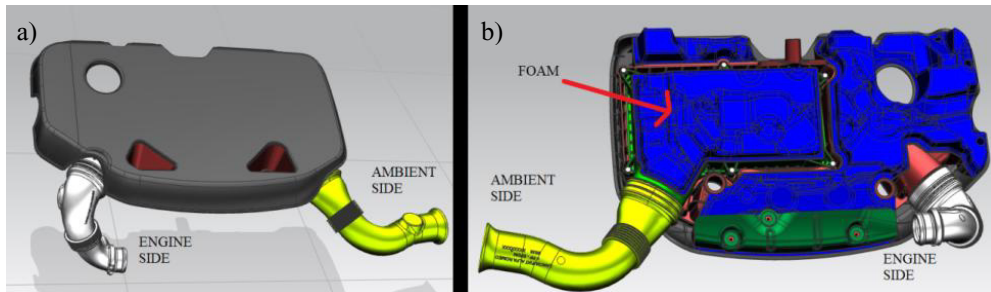 a)
AMBIENT
SIDE
ENGINE
SIDE
b)
FOAM
AMBIENT
SIDE
ENGINE
SIDE